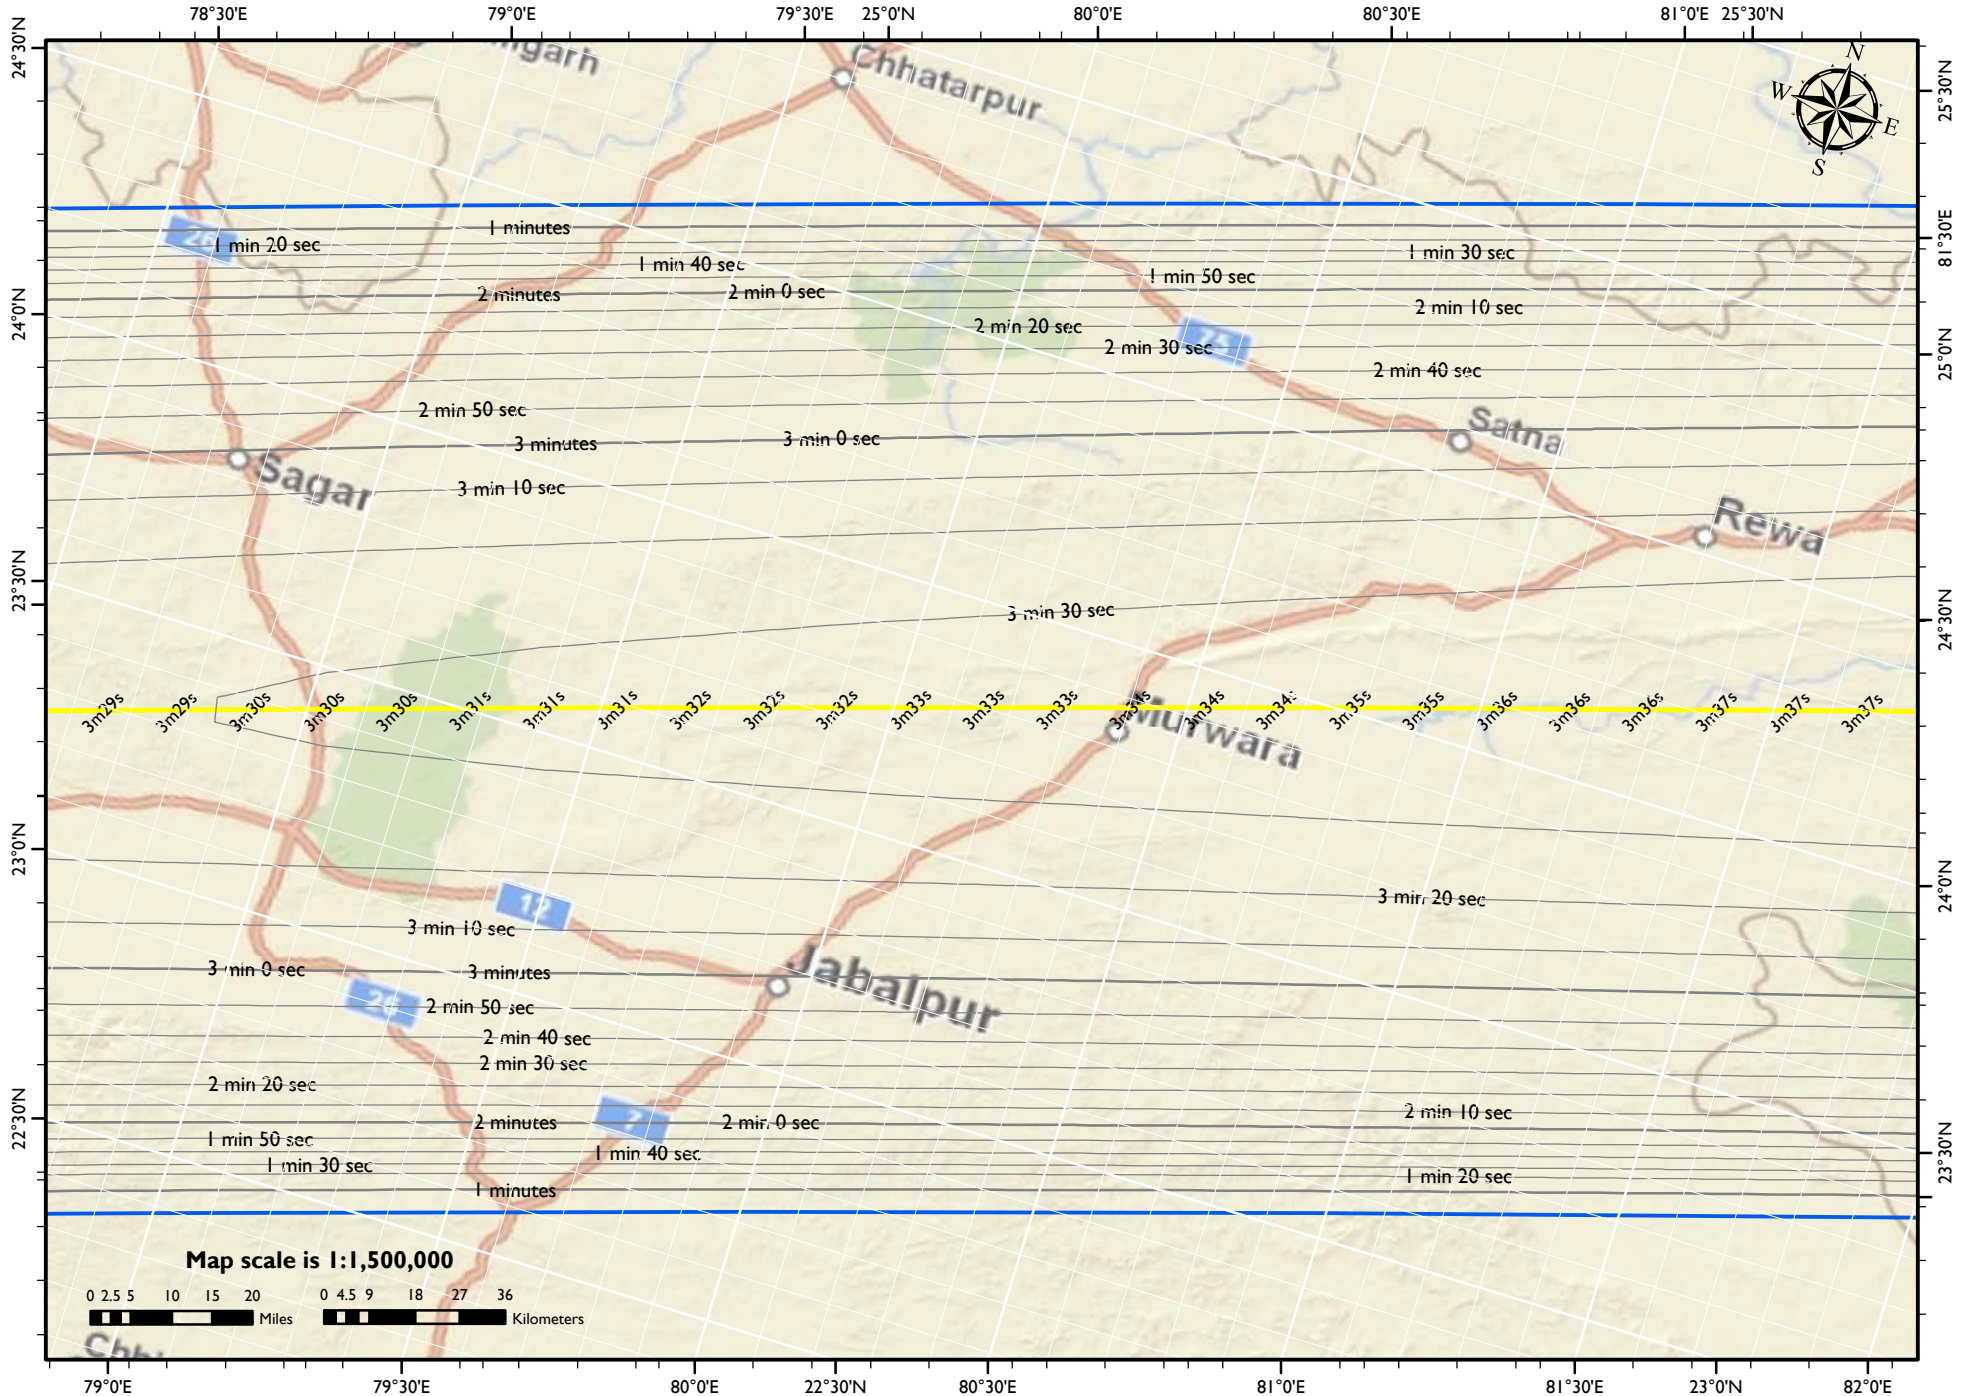 78°30'E 79°0'E 79°30'E 25°0'N 80°0'E 80°30'E 81°0'E 25°30'N
24°30'N
24°0'N
23°30'N
23°0'N
22°30'N
25°30'N
81°30'E
25°0'N
24°30'N
24°0'N
23°30'N
N
W
E
S
Chhatarpur
1 minutes
26
1 min 20 sec
1 min 30 sec
1 min 40 sec
1 min 50 sec
2 minutes
2 min 0 sec
2 min 10 sec
2 min 20 sec
75
2 min 30 sec
2 min 40 sec
2 min 50 sec
3 minutes
3 min 0 sec
Satna
Sagar
3 min 10 sec
Rewa
3 min 30 sec
3m29s 3m29s 3m30s 3m30s 3m30s 3m31s 3m31s 3m31s 3m32s 3m32s 3m32s 3m33s 3m33s 3m33s 3m34s 3m34s 3m34s 3m35s 3m35s 3m36s 3m36s 3m36s 3m37s 3m37s 3m37s
Murwara
3 min 20 sec
12
3 min 10 sec
3 min 0 sec
3 minutes
Jabalpur
26
2 min 50 sec
2 min 40 sec
2 min 30 sec
2 min 20 sec
2 min 10 sec
7
2 minutes
2 min 0 sec
1 min 50 sec
1 min 40 sec
1 min 30 sec
1 min 20 sec
1 minutes
Map scale is 1:1,500,000
0 2.5 5 10 15 20
Miles
0 4.5 9 18 27 36
Kilometers
79°0'E 79°30'E 80°0'E 22°30'N 80°30'E 81°0'E 81°30'E 23°0'N 82°0'E